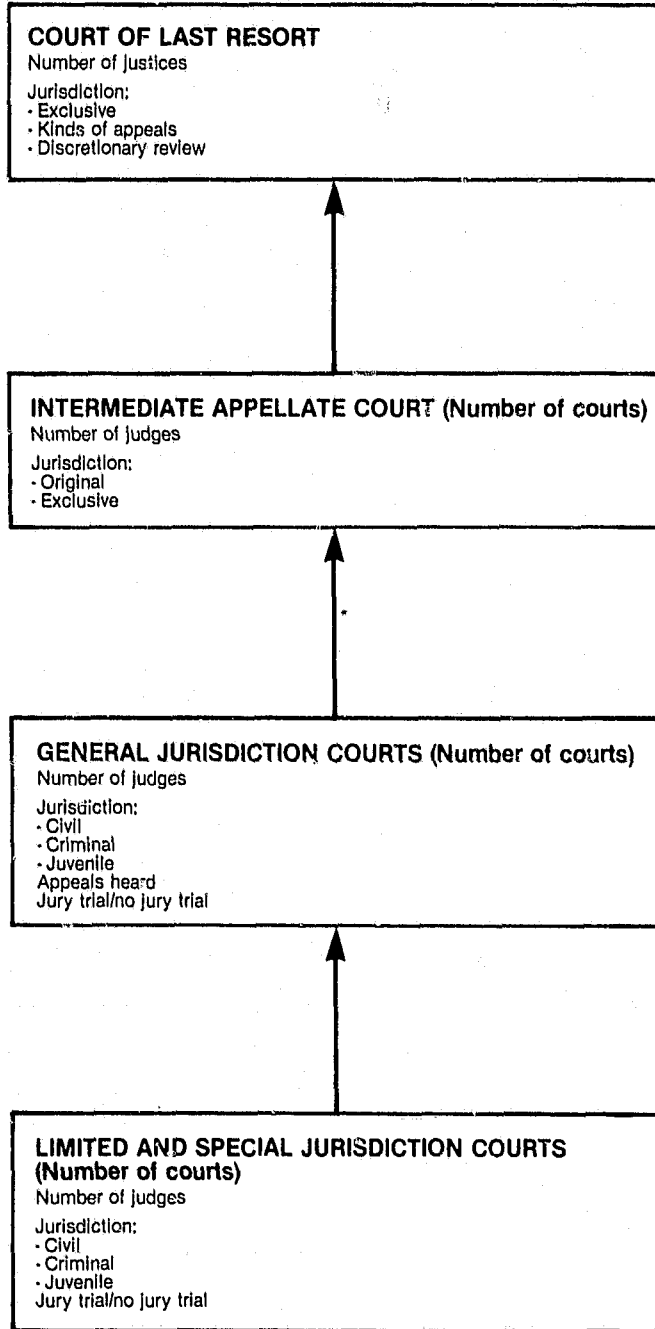 COURT OF LAST RESORT
Number of justices
Jurisdiction:
- Exclusive
- Kinds of appeals
- Discretionary review
INTERMEDIATE APPELLATE COURT (Number of courts)
Number of judges
Jurisdiction:
- Original
- Exclusive
GENERAL JURISDICTION COURTS (Number of courts)
Number of judges
Jurisdiction:
- Civil
- Criminal
- Juvenile
Appeals heard
Jury trial/no jury trial
LIMITED AND SPECIAL JURISDICTION COURTS
(Number of courts)
Number of judges
Jurisdiction:
- Civil
- Criminal
- Juvenile
Jury trial/no jury trial